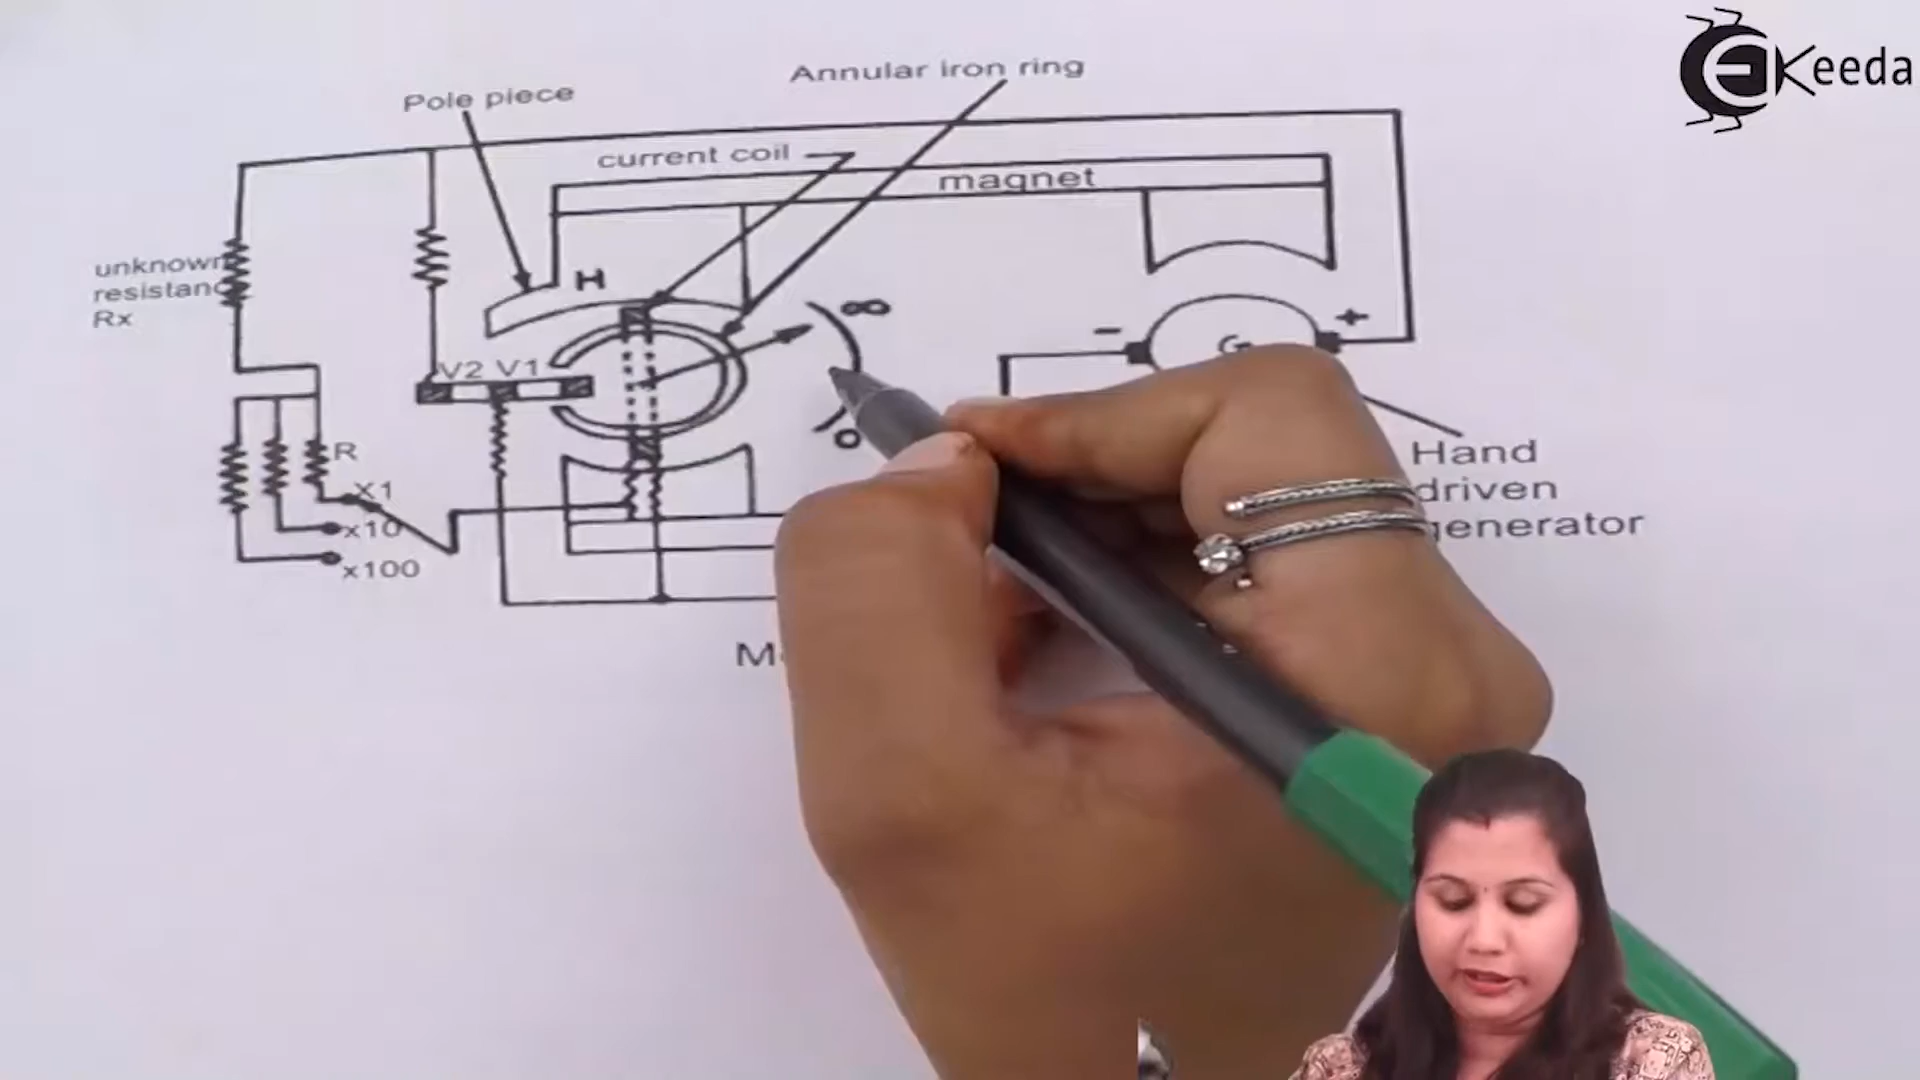 EKeeda
Annular iron ring
Pole piece
current coil
magnet
H
unknown
resistanc
Rx
∞
- +
G
V2 V1
0
R
X1
x10
x100
Hand
driven
generator
M